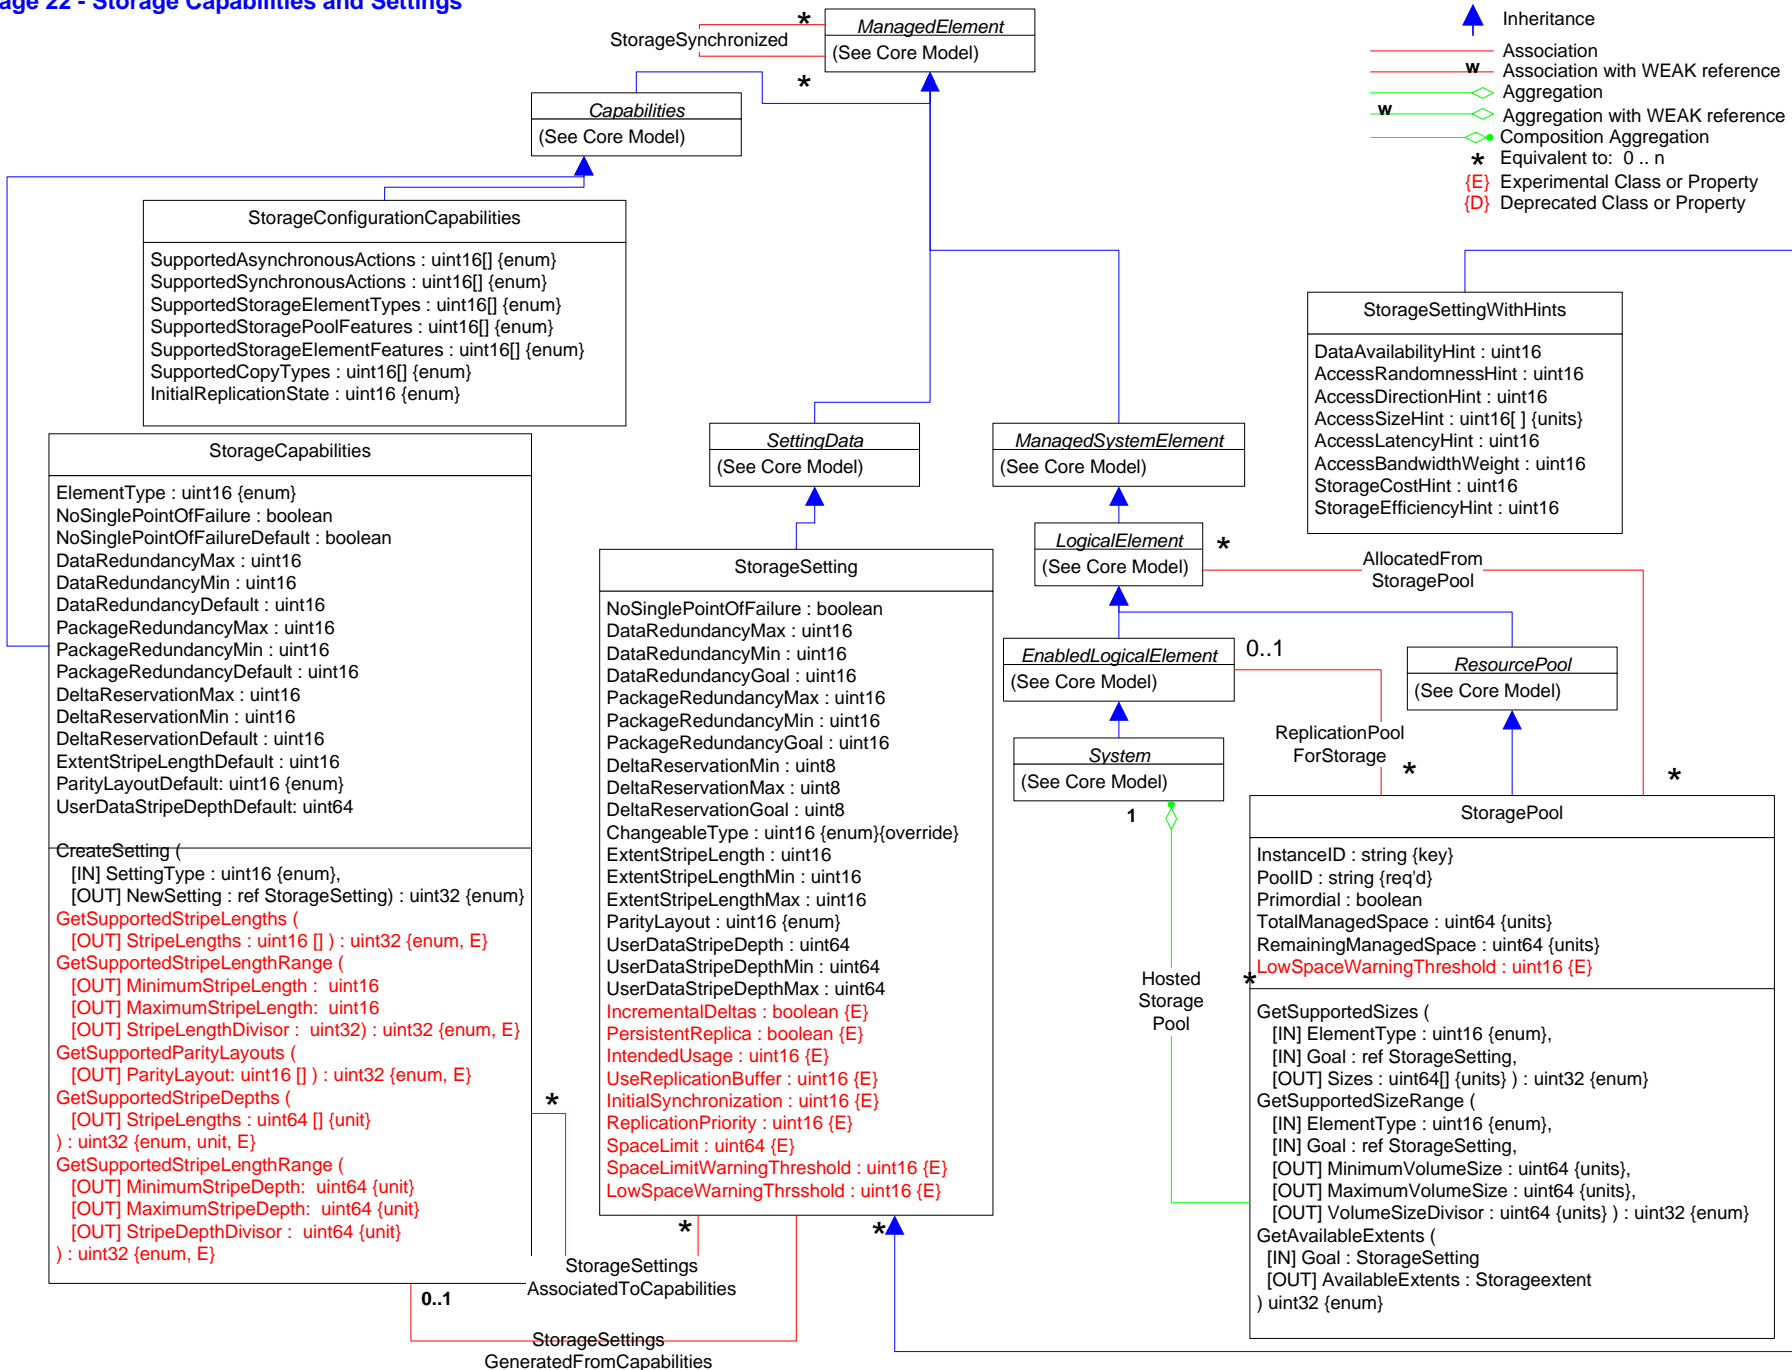 age 22 - Storage Capabilities and Settings
StorageSynchronized
*
*
ManagedElement
(See Core Model)
Inheritance
Association
w
Association with WEAK reference
Aggregation
w
Aggregation with WEAK reference
Composition Aggregation
* Equivalent to: 0 .. n
{E} Experimental Class or Property
{D} Deprecated Class or Property
Capabilities
(See Core Model)
StorageConfigurationCapabilities
SupportedAsynchronousActions : uint16[] {enum}
SupportedSynchronousActions : uint16[] {enum}
SupportedStorageElementTypes : uint16[] {enum}
SupportedStoragePoolFeatures : uint16[] {enum}
SupportedStorageElementFeatures : uint16[] {enum}
SupportedCopyTypes : uint16[] {enum}
InitialReplicationState : uint16 {enum}
StorageCapabilities
ElementType : uint16 {enum}
NoSinglePointOfFailure : boolean
NoSinglePointOfFailureDefault : boolean
DataRedundancyMax : uint16
DataRedundancyMin : uint16
DataRedundancyDefault : uint16
PackageRedundancyMax : uint16
PackageRedundancyMin : uint16
PackageRedundancyDefault : uint16
DeltaReservationMax : uint16
DeltaReservationMin : uint16
DeltaReservationDefault : uint16
ExtentStripeLengthDefault : uint16
ParityLayoutDefault: uint16 {enum}
UserDataStripeDepthDefault: uint64
CreateSetting (
[IN] SettingType : uint16 {enum},
[OUT] NewSetting : ref StorageSetting) : uint32 {enum}
GetSupportedStripeLengths (
[OUT] StripeLengths : uint16 [] ) : uint32 {enum, E}
GetSupportedStripeLengthRange (
[OUT] MinimumStripeLength : uint16
[OUT] MaximumStripeLength: uint16
[OUT] StripeLengthDivisor : uint32) : uint32 {enum, E}
GetSupportedParityLayouts (
[OUT] ParityLayout: uint16 [] ) : uint32 {enum, E}
GetSupportedStripeDepths (
[OUT] StripeLengths : uint64 [] {unit}
) : uint32 {enum, unit, E}
GetSupportedStripeLengthRange (
[OUT] MinimumStripeDepth: uint64 {unit}
[OUT] MaximumStripeDepth: uint64 {unit}
[OUT] StripeDepthDivisor : uint64 {unit}
) : uint32 {enum, E}
SettingData
(See Core Model)
StorageSetting
NoSinglePointOfFailure : boolean
DataRedundancyMax : uint16
DataRedundancyMin : uint16
DataRedundancyGoal : uint16
PackageRedundancyMax : uint16
PackageRedundancyMin : uint16
PackageRedundancyGoal : uint16
DeltaReservationMin : uint8
DeltaReservationMax : uint8
DeltaReservationGoal : uint8
ChangeableType : uint16 {enum}{override}
ExtentStripeLength : uint16
ExtentStripeLengthMin : uint16
ExtentStripeLengthMax : uint16
ParityLayout : uint16 {enum}
UserDataStripeDepth : uint64
UserDataStripeDepthMin : uint64
UserDataStripeDepthMax : uint64
IncrementalDeltas : boolean {E}
PersistentReplica : boolean {E}
IntendedUsage : uint16 {E}
UseReplicationBuffer : uint16 {E}
InitialSynchronization : uint16 {E}
ReplicationPriority : uint16 {E}
SpaceLimit : uint64 {E}
SpaceLimitWarningThreshold : uint16 {E}
LowSpaceWarningThrsshold : uint16 {E}
*
*
*
StorageSettings
AssociatedToCapabilities
0..1
StorageSettings
GeneratedFromCapabilities
ManagedSystemElement
(See Core Model)
LogicalElement
(See Core Model)
*
AllocatedFrom
StoragePool
EnabledLogicalElement
(See Core Model)
0..1
System
(See Core Model)
1
ResourcePool
(See Core Model)
ReplicationPool
ForStorage
*
*
Hosted
Storage
Pool
*
StorageSettingWithHints
DataAvailabilityHint : uint16
AccessRandomnessHint : uint16
AccessDirectionHint : uint16
AccessSizeHint : uint16[ ] {units}
AccessLatencyHint : uint16
AccessBandwidthWeight : uint16
StorageCostHint : uint16
StorageEfficiencyHint : uint16
StoragePool
InstanceID : string {key}
PoolID : string {req'd}
Primordial : boolean
TotalManagedSpace : uint64 {units}
RemainingManagedSpace : uint64 {units}
LowSpaceWarningThreshold : uint16 {E}
GetSupportedSizes (
[IN] ElementType : uint16 {enum},
[IN] Goal : ref StorageSetting,
[OUT] Sizes : uint64[] {units} ) : uint32 {enum}
GetSupportedSizeRange (
[IN] ElementType : uint16 {enum},
[IN] Goal : ref StorageSetting,
[OUT] MinimumVolumeSize : uint64 {units},
[OUT] MaximumVolumeSize : uint64 {units},
[OUT] VolumeSizeDivisor : uint64 {units} ) : uint32 {enum}
GetAvailableExtents (
[IN] Goal : StorageSetting
[OUT] AvailableExtents : Storageextent
) uint32 {enum}